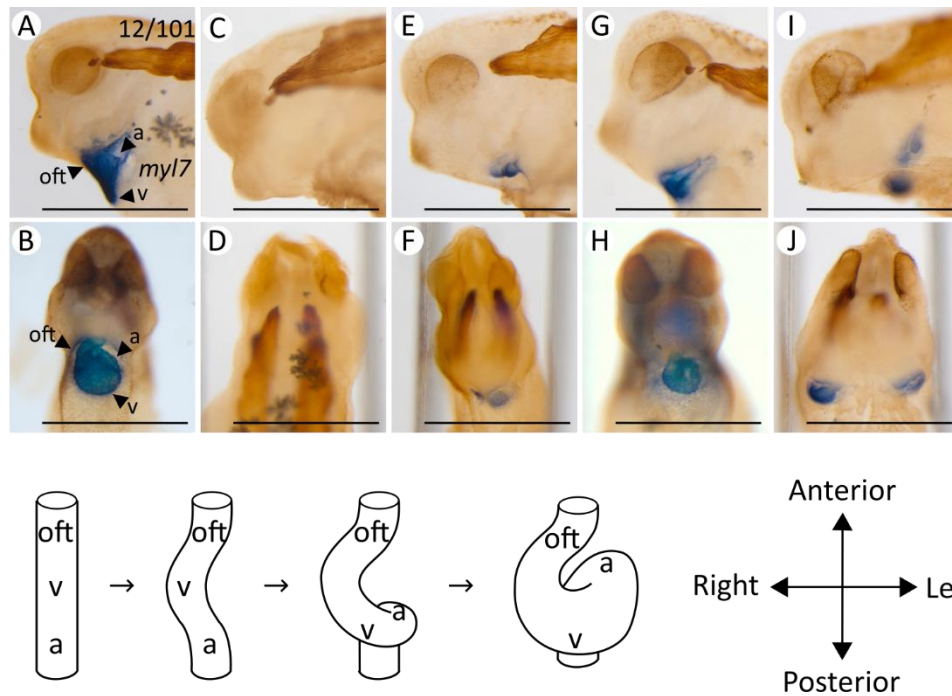 A 12/101 C E G I
a
oft
myl7
v
B D F H J
oft a
v
oft → oft → oft → oft
v v a a
a a v v
Anterior
Right Le
Posterior